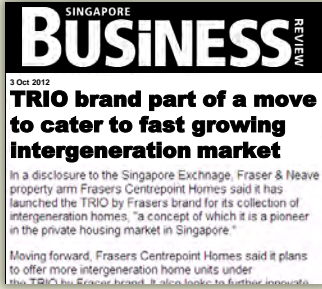 SINGAPORE
BUSiNESS
REVIEW
3 Oct 2012
TRIO brand part of a move
to cater to fast growing
intergeneration market
In a disclosure to the Singapore Exchnage, Fraser & Neave
property arm Frasers Centrepoint Homes said it has
launched the TRIO by Frasers brand for its collection of
intergeneration homes, "a concept of which it is a pioneer
in the private housing market in Singapore."
Moving forward, Frasers Centrepoint Homes said it plans
to offer more intergeneration home units under
the TRIO by Fraser brand. It also looks to further innovate